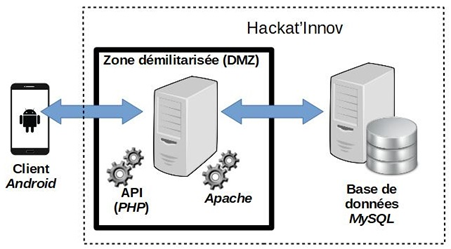 Hackat'Innov
Zone démilitarisée (DMZ)
Client
Android
API
(PHP)
Apache
Base de
données
MySQL